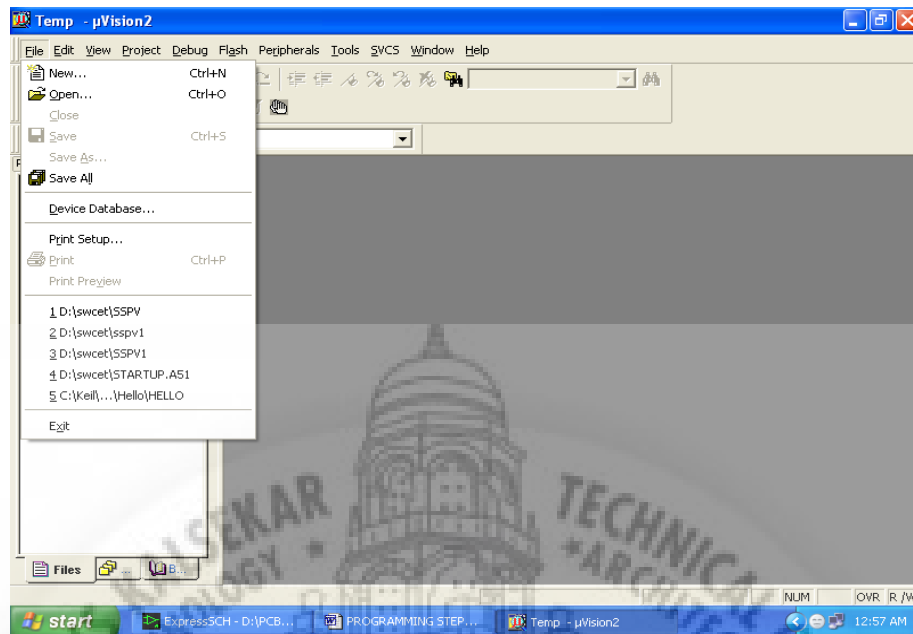 Temp - µVision2
File Edit View Project Debug Flash Peripherals Tools SVCS Window Help
New... Ctrl+N
Open... Ctrl+O
Close
Save Ctrl+S
Save As...
Save All
Device Database...
Print Setup...
Print Ctrl+P
Print Preview
1 D:\swcet\SSPV
2 D:\swcet\sspv1
3 D:\swcet\SSPV1
4 D:\swcet\STARTUP.A51
5 C:\Keil\...\Hello\HELLO
Exit
KALSEKAR TECHNICA
OLOGY * *ARCH
Files ... B...
NUM OVR R/W
start ExpressSCH - D:\PCB... PROGRAMMING STEP... Temp - µVision2 12:57 AM